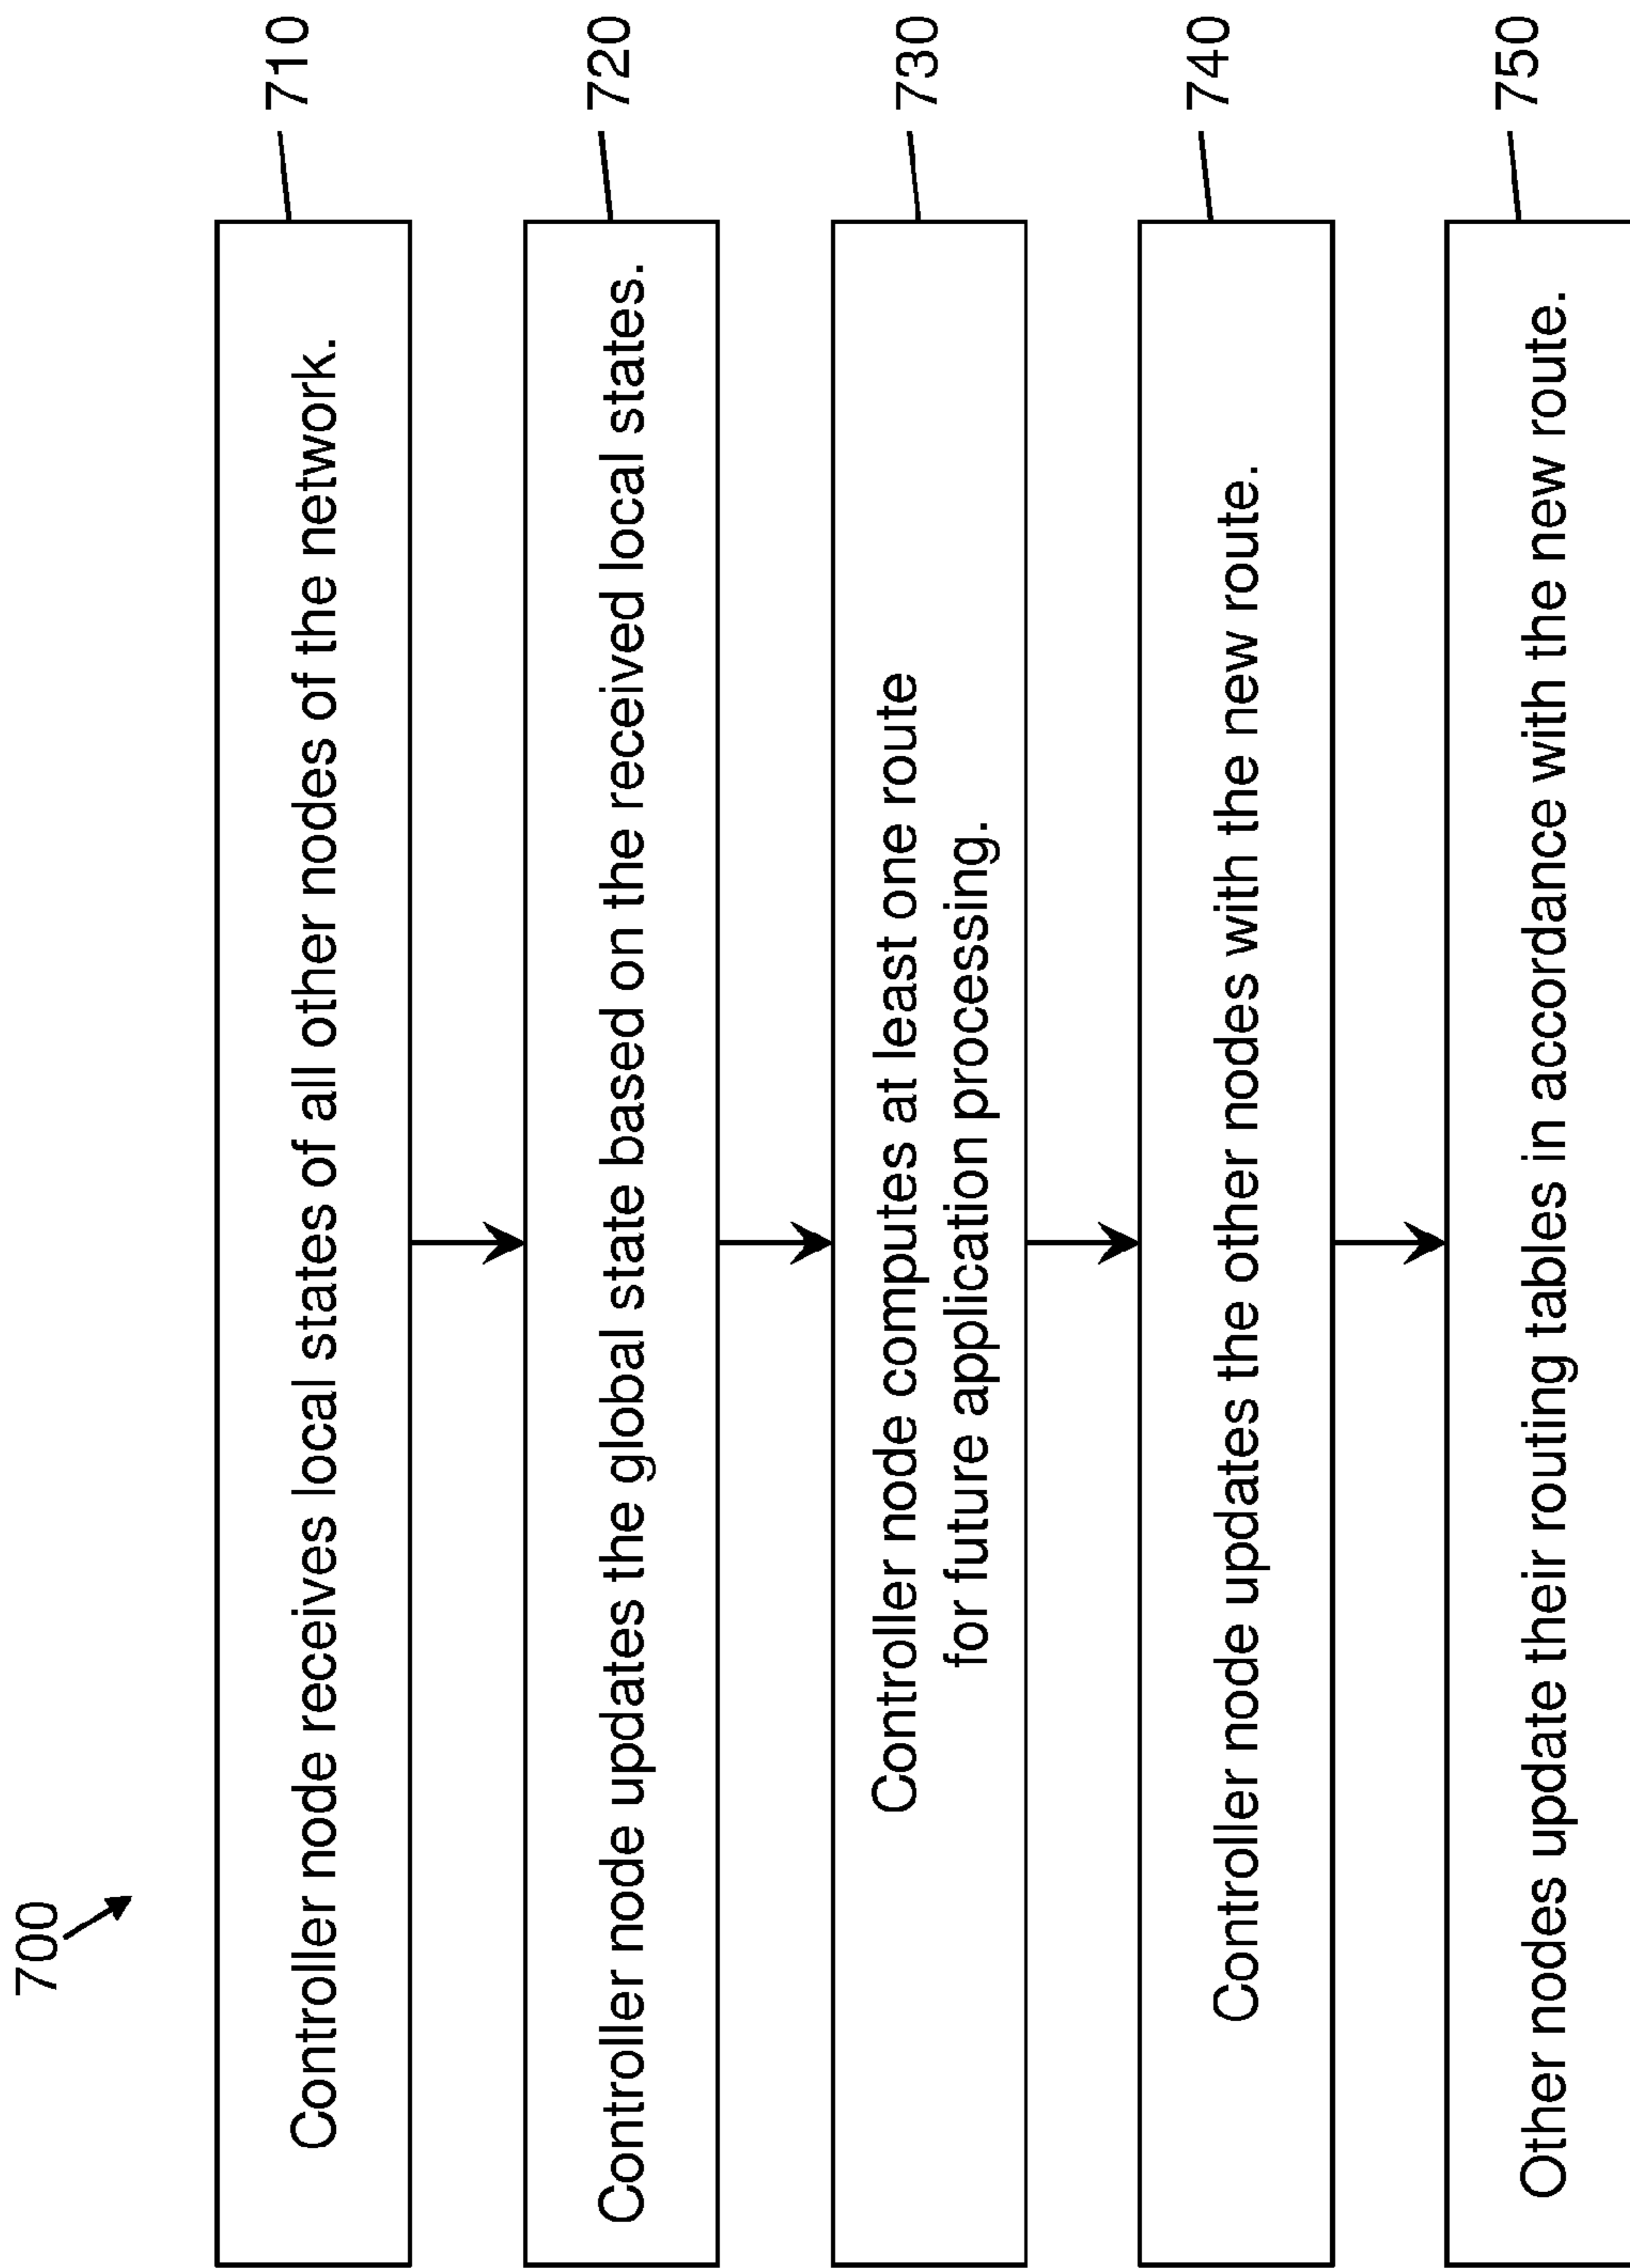 700
Controller node receives local states of all other nodes of the network.
710
Controller node updates the global state based on the received local states.
720
Controller node computes at least one route
for future application processing.
730
Controller node updates the other nodes with the new route.
740
Other nodes update their routing tables in accordance with the new route.
750